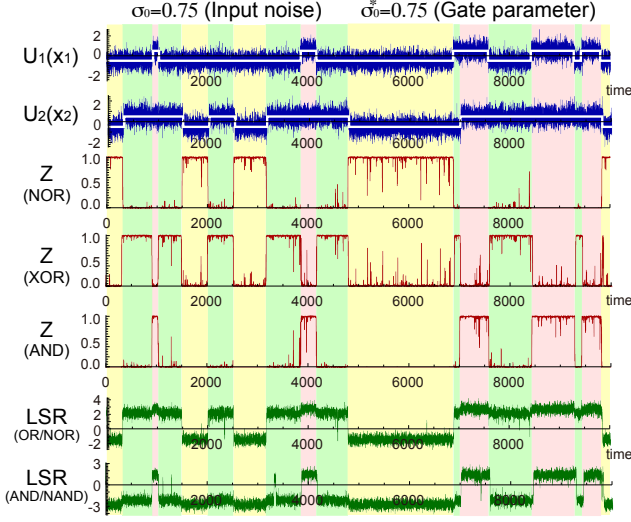 σ₀=0.75 (Input noise) σ₀*=0.75 (Gate parameter)
U₁(x₁) 2 0 -2 2000 4000 6000 8000 time
U₂(x₂) 2 0 -2 2000 4000 6000 8000 time
Z (NOR) 1.0 0.5 0.0 0 2000 4000 6000 8000
Z (XOR) 1.0 0.5 0.0 0 2000 4000 6000 8000
Z (AND) 1.0 0.5 0.0 0 2000 4000 6000 8000
LSR (OR/NOR) 4 2 0 -2 2000 4000 6000 8000 time
LSR (AND/NAND) 3 0 -3 2000 4000 6000 8000 time